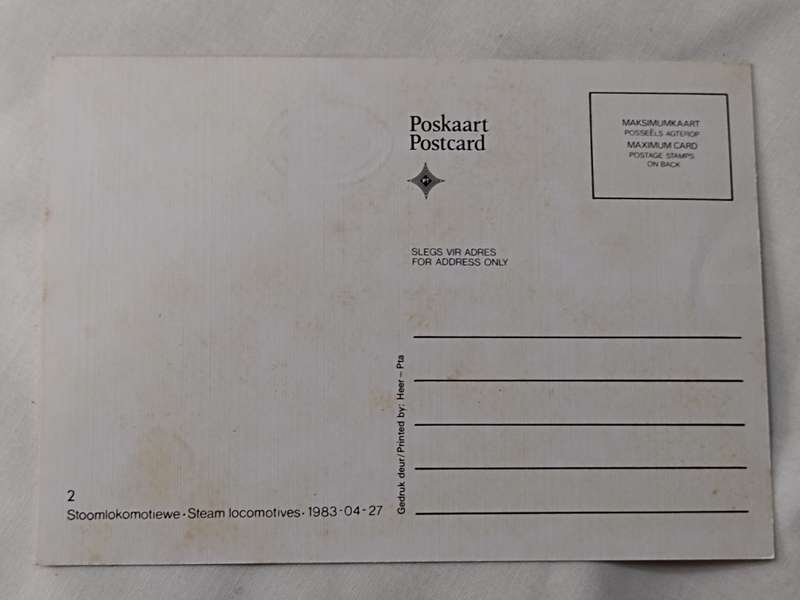 Poskaart
Postcard
MAKSIMUMKAART
POSSEËLS AGTEROP
MAXIMUM CARD
POSTAGE STAMPS
ON BACK
SLEGS VIR ADRES
FOR ADDRESS ONLY
Gedruk deur/Printed by: Heer – Pta
2
Stoomlokomotiewe · Steam locomotives · 1983-04-27